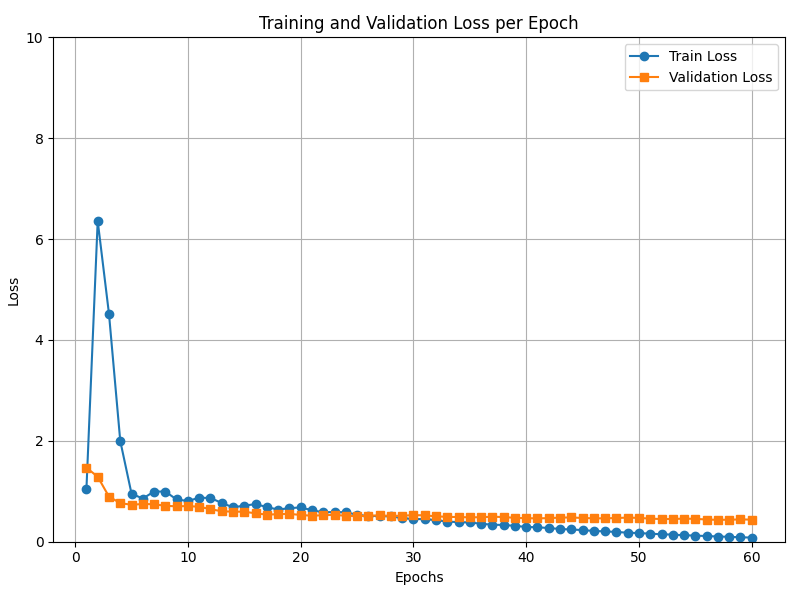 Training and Validation Loss per Epoch
10
8
6
4
2
0
Loss
Train Loss
Validation Loss
0 10 20 30 40 50 60
Epochs